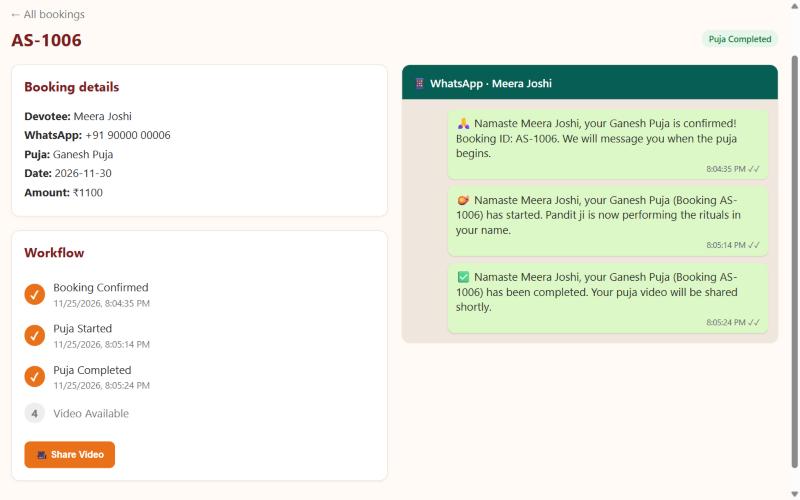 ← All bookings
AS-1006
Puja Completed
Booking details
Devotee: Meera Joshi
WhatsApp: +91 90000 00006
Puja: Ganesh Puja
Date: 2026-11-30
Amount: ₹1100
Workflow
✓ Booking Confirmed
11/25/2026, 8:04:35 PM
✓ Puja Started
11/25/2026, 8:05:14 PM
✓ Puja Completed
11/25/2026, 8:05:24 PM
4 Video Available
Share Video
WhatsApp · Meera Joshi
🙏 Namaste Meera Joshi, your Ganesh Puja is confirmed!
Booking ID: AS-1006. We will message you when the puja
begins.
8:04:35 PM ✓✓
🪔 Namaste Meera Joshi, your Ganesh Puja (Booking AS-
1006) has started. Pandit ji is now performing the rituals in
your name.
8:05:14 PM ✓✓
✅ Namaste Meera Joshi, your Ganesh Puja (Booking AS-
1006) has been completed. Your puja video will be shared
shortly.
8:05:24 PM ✓✓